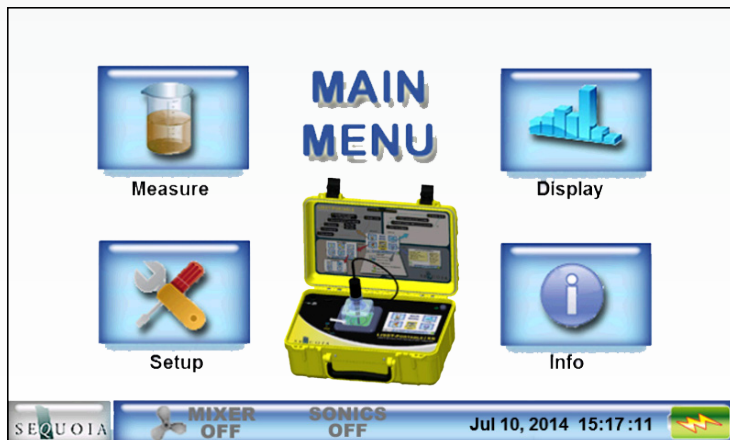 MAIN
MENU
Measure
Display
Setup
Info
SEQUOIA
MIXER
OFF
SONICS
OFF
Jul 10, 2014 15:17:11